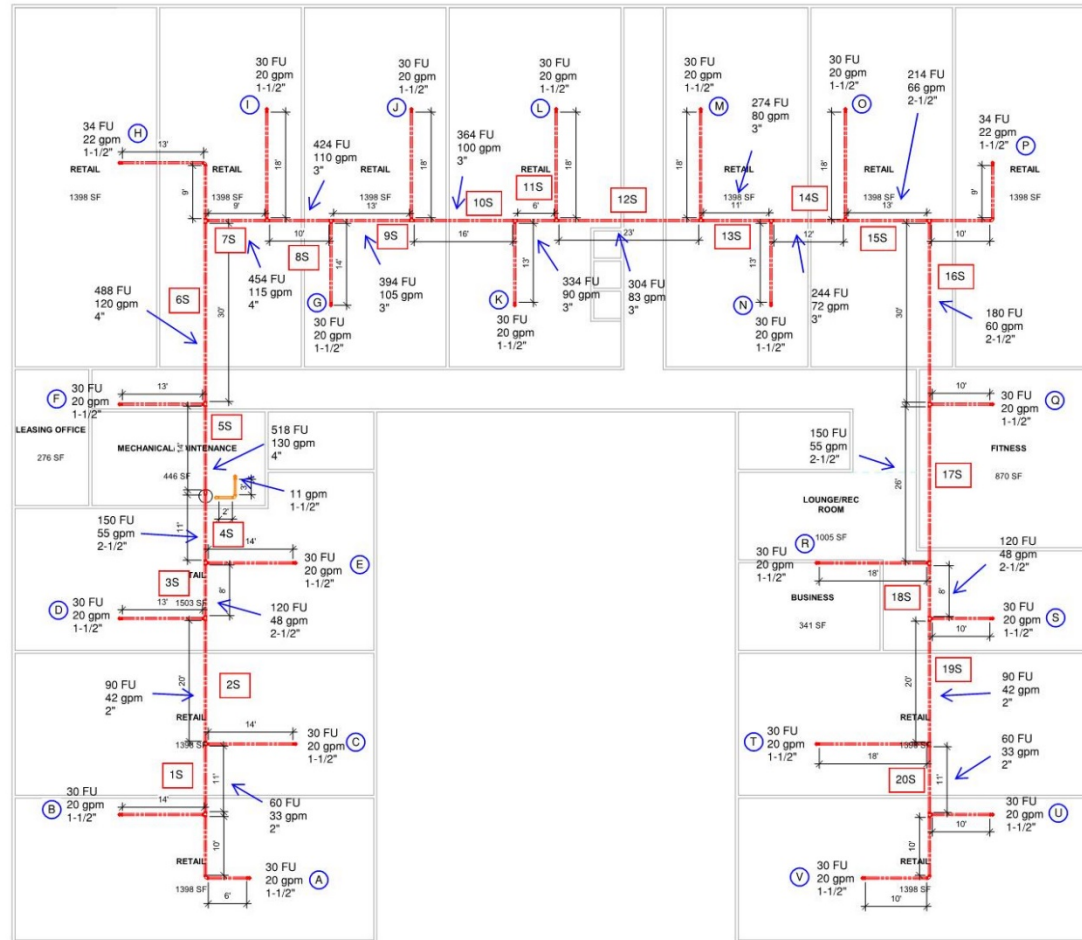 30 FU
20 gpm
1-1/2"
I
30 FU
20 gpm
1-1/2"
J
30 FU
20 gpm
1-1/2"
L
30 FU
20 gpm
1-1/2"
M
30 FU
20 gpm
1-1/2"
O
214 FU
66 gpm
2-1/2"
34 FU
22 gpm
1-1/2"
H
13'
RETAIL
1398 SF
9'
18'
RETAIL
1398 SF
9'
424 FU
110 gpm
3"
18'
RETAIL
1398 SF
13'
364 FU
100 gpm
3"
18'
RETAIL
1398 SF
6'
18'
274 FU
80 gpm
3"
RETAIL
1398 SF
11'
18'
RETAIL
1398 SF
13'
34 FU
22 gpm
1-1/2"
P
RETAIL
1398 SF
9'
7S
8S
9S
10S
11S
12S
13S
14S
15S
16S
10'
16'
23'
12'
10'
454 FU
115 gpm
4"
14'
394 FU
105 gpm
3"
13'
334 FU
90 gpm
3"
304 FU
83 gpm
3"
13'
244 FU
72 gpm
3"
488 FU
120 gpm
4"
6S
30'
G
30 FU
20 gpm
1-1/2"
K
30 FU
20 gpm
1-1/2"
N
30 FU
20 gpm
1-1/2"
30'
180 FU
60 gpm
2-1/2"
F
30 FU
20 gpm
1-1/2"
13'
10'
30 FU
20 gpm
1-1/2"
Q
LEASING OFFICE
276 SF
MECHANICAL/
INTENANCE
446 SF
14'
5S
518 FU
130 gpm
4"
11 gpm
1-1/2"
3'
2'
150 FU
55 gpm
2-1/2"
26'
17S
FITNESS
870 SF
LOUNGE/REC
ROOM
1005 SF
150 FU
55 gpm
2-1/2"
11'
4S
14'
30 FU
20 gpm
1-1/2"
E
R
30 FU
20 gpm
1-1/2"
18'
120 FU
48 gpm
2-1/2"
3S
TAIL
1503 SF
8'
D
30 FU
20 gpm
1-1/2"
13'
120 FU
48 gpm
2-1/2"
BUSINESS
341 SF
18S
8'
30 FU
20 gpm
1-1/2"
S
10'
90 FU
42 gpm
2"
20'
2S
RETAIL
1398 SF
14'
30 FU
20 gpm
1-1/2"
C
20'
19S
90 FU
42 gpm
2"
RETAIL
1398 SF
T
30 FU
20 gpm
1-1/2"
18'
1S
11'
60 FU
33 gpm
2"
20S
11'
60 FU
33 gpm
2"
B
30 FU
20 gpm
1-1/2"
14'
10'
30 FU
20 gpm
1-1/2"
U
10'
RETAIL
1398 SF
6'
30 FU
20 gpm
1-1/2"
A
V
30 FU
20 gpm
1-1/2"
10'
10'
RETAIL
1398 SF